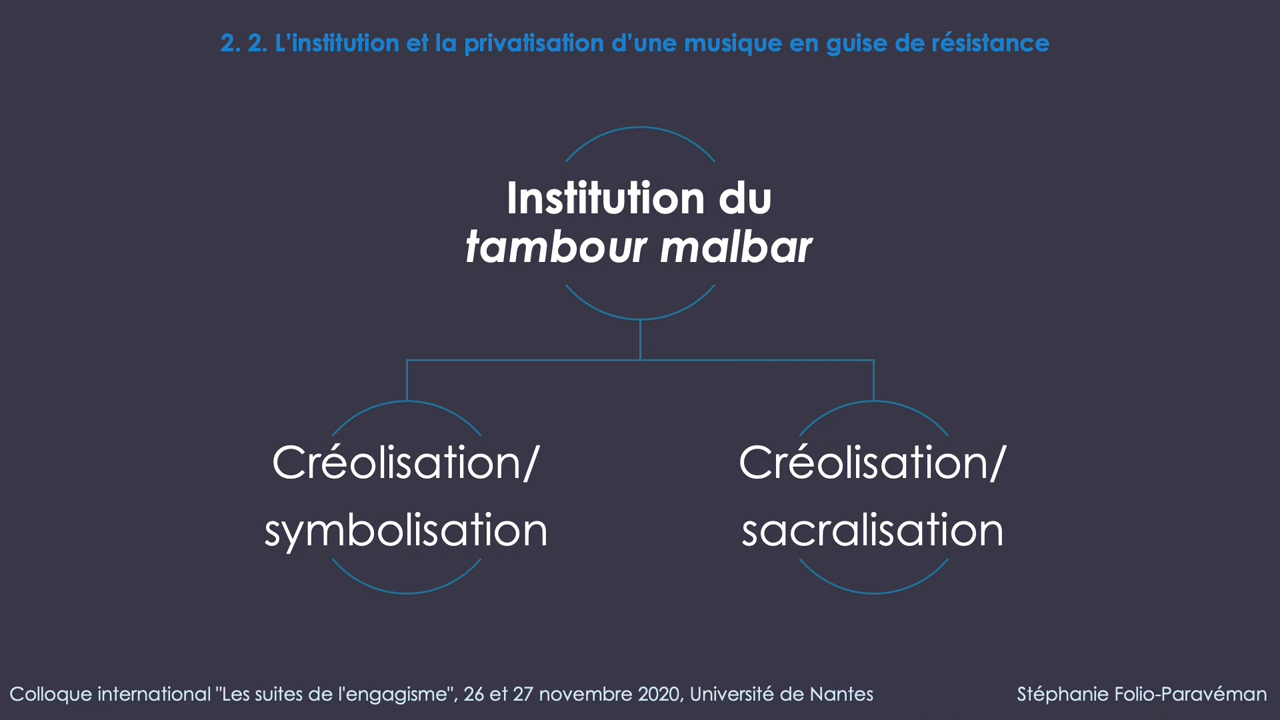 2. 2. L’institution et la privatisation d’une musique en guise de résistance
Institution du
tambour malbar
Créolisation/
symbolisation
Créolisation/
sacralisation
Colloque international "Les suites de l'engagisme", 26 et 27 novembre 2020, Université de Nantes
Stéphanie Folio-Paravéman